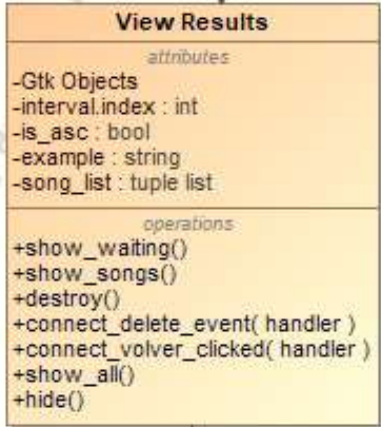 View Results
attributes
-Gtk Objects
-interval.index : int
-is_asc : bool
-example : string
-song_list : tuple list
operations
+show_waiting()
+show_songs()
+destroy()
+connect_delete_event( handler )
+connect_volver_clicked( handler )
+show_all()
+hide()